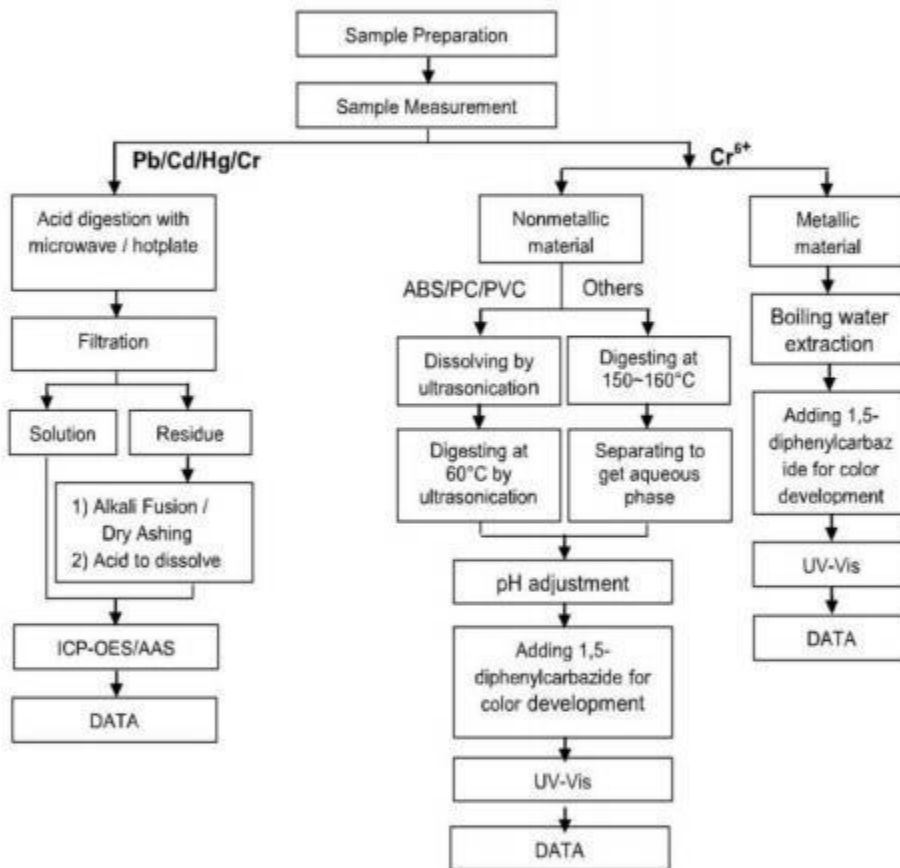 Sample Preparation
Sample Measurement
Pb/Cd/Hg/Cr
Cr⁶⁺
Acid digestion with
microwave / hotplate
Filtration
Solution
Residue
1) Alkali Fusion /
Dry Ashing
2) Acid to dissolve
ICP-OES/AAS
DATA
Nonmetallic
material
ABS/PC/PVC
Others
Dissolving by
ultrasonication
Digesting at
150~160°C
Digesting at
60°C by
ultrasonication
Separating to
get aqueous
phase
pH adjustment
Adding 1,5-
diphenylcarbazide for
color development
UV-Vis
DATA
Metallic
material
Boiling water
extraction
Adding 1,5-
diphenylcarbaz
ide for color
development
UV-Vis
DATA